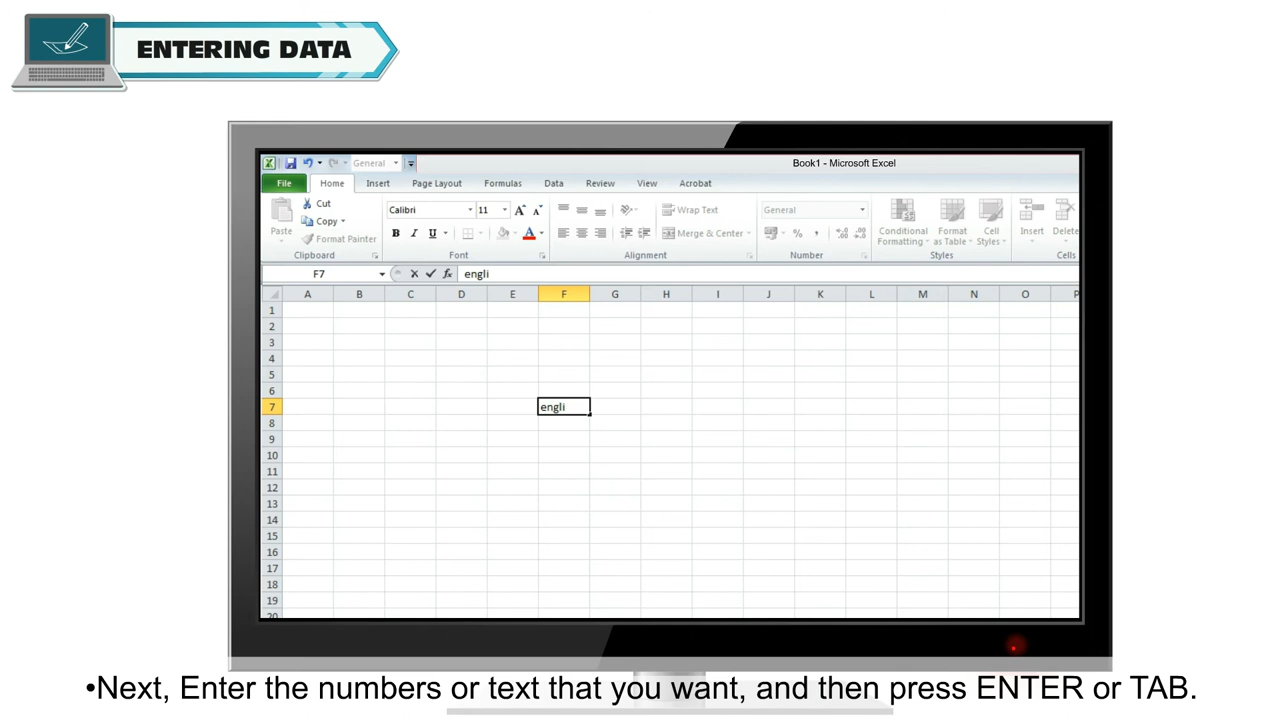 ENTERING DATA
General
Book1 - Microsoft Excel
File Home Insert Page Layout Formulas Data Review View Acrobat
Paste
Cut
Copy
Format Painter
Clipboard
Calibri 11
B I U A
Font
Wrap Text
Merge & Center
Alignment
General
% ,
Number
Conditional Formatting
Format as Table
Cell Styles
Styles
Insert Delete
Cells
F7 fx engli
A B C D E F G H I J K L M N O P
1
2
3
4
5
6
7 engli
8
9
10
11
12
13
14
15
16
17
18
19
20
•Next, Enter the numbers or text that you want, and then press ENTER or TAB.